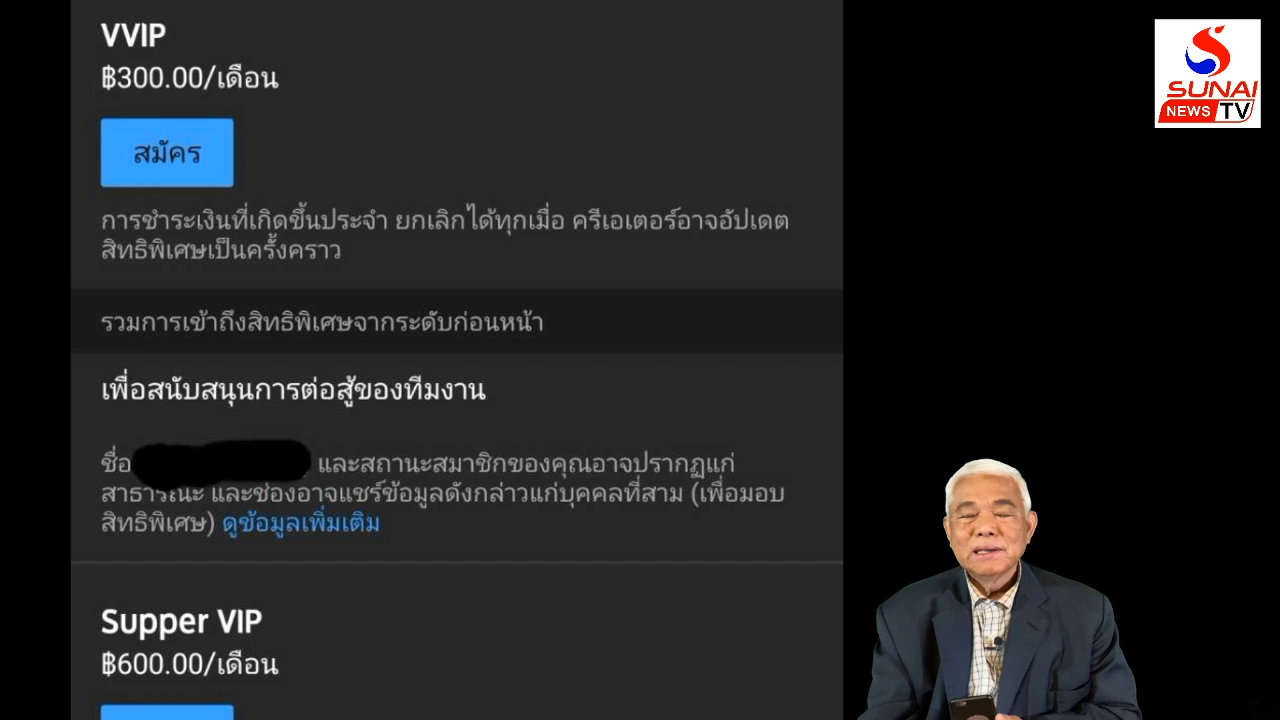 VVIP
฿300.00/เดือน
สมัคร
การชำระเงินที่เกิดขึ้นประจำ ยกเลิกได้ทุกเมื่อ ครีเอเตอร์อาจอัปเดต
สิทธิพิเศษเป็นครั้งคราว
รวมการเข้าถึงสิทธิพิเศษจากระดับก่อนหน้า
เพื่อสนับสนุนการต่อสู้ของทีมงาน
ชื่อ และสถานะสมาชิกของคุณอาจปรากฏแก่
สาธารณะ และช่องอาจแชร์ข้อมูลดังกล่าวแก่บุคคลที่สาม (เพื่อมอบ
สิทธิพิเศษ) ดูข้อมูลเพิ่มเติม
Supper VIP
฿600.00/เดือน
SUNAI
NEWS TV